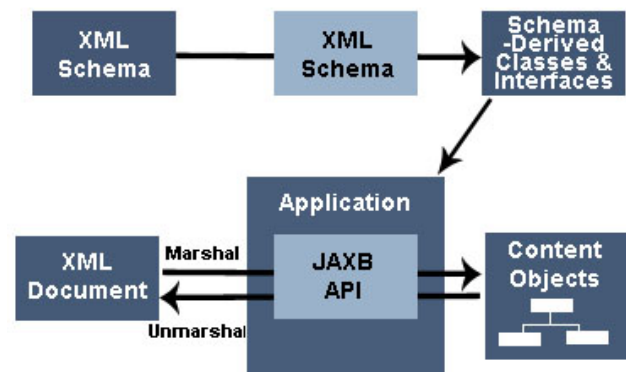 XML
Schema
XML
Schema
Schema
-Derived
Classes &
Interfaces
Application
XML
Document
Marshal
Unmarshal
JAXB
API
Content
Objects